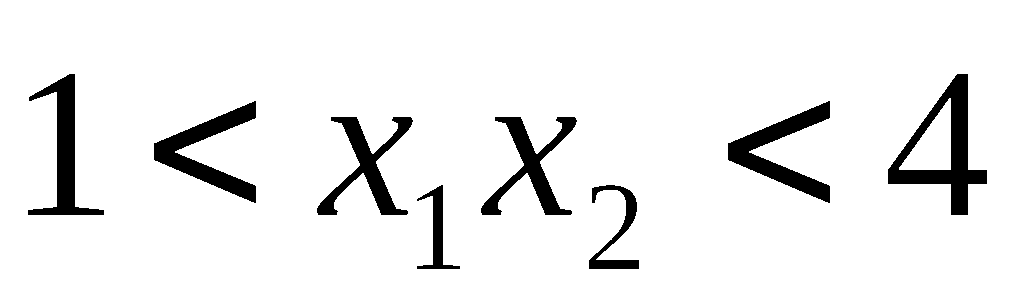 1 < x₁x₂ < 4